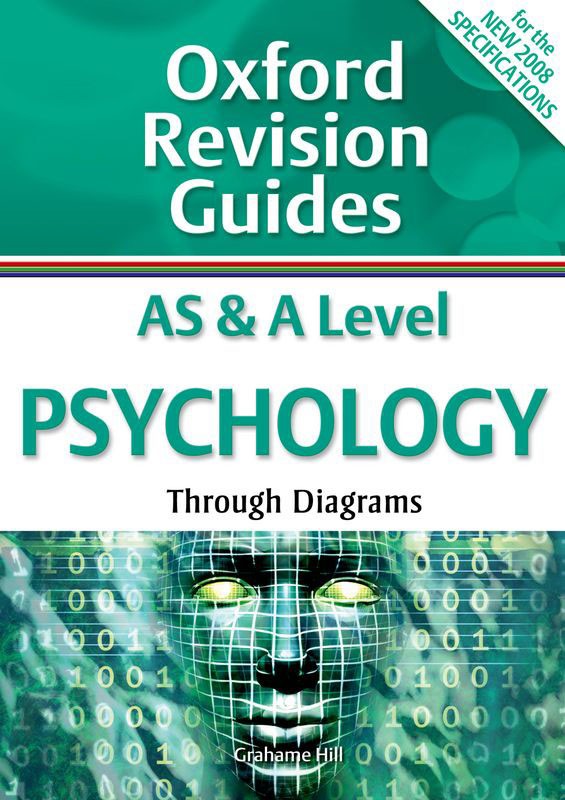 for the
NEW 2008
SPECIFICATIONS
Oxford
Revision
Guides
AS & A Level
PSYCHOLOGY
Through Diagrams
Grahame Hill